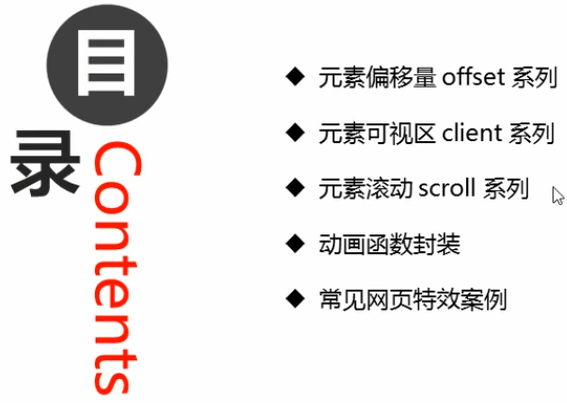 目录
Contents
◆ 元素偏移量 offset 系列
◆ 元素可视区 client 系列
◆ 元素滚动 scroll 系列
◆ 动画函数封装
◆ 常见网页特效案例